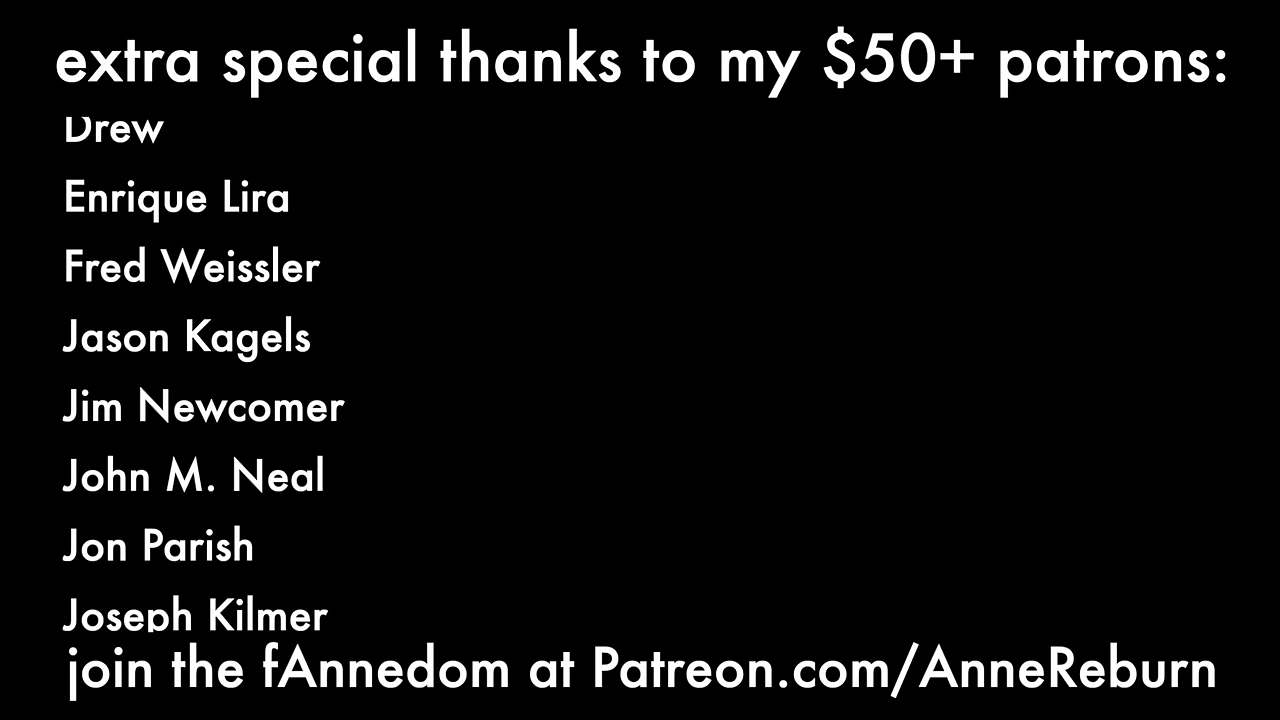 extra special thanks to my $50+ patrons:
Drew
Enrique Lira
Fred Weissler
Jason Kagels
Jim Newcomer
John M. Neal
Jon Parish
Joseph Kilmer
join the fAnnedom at Patreon.com/AnneReburn